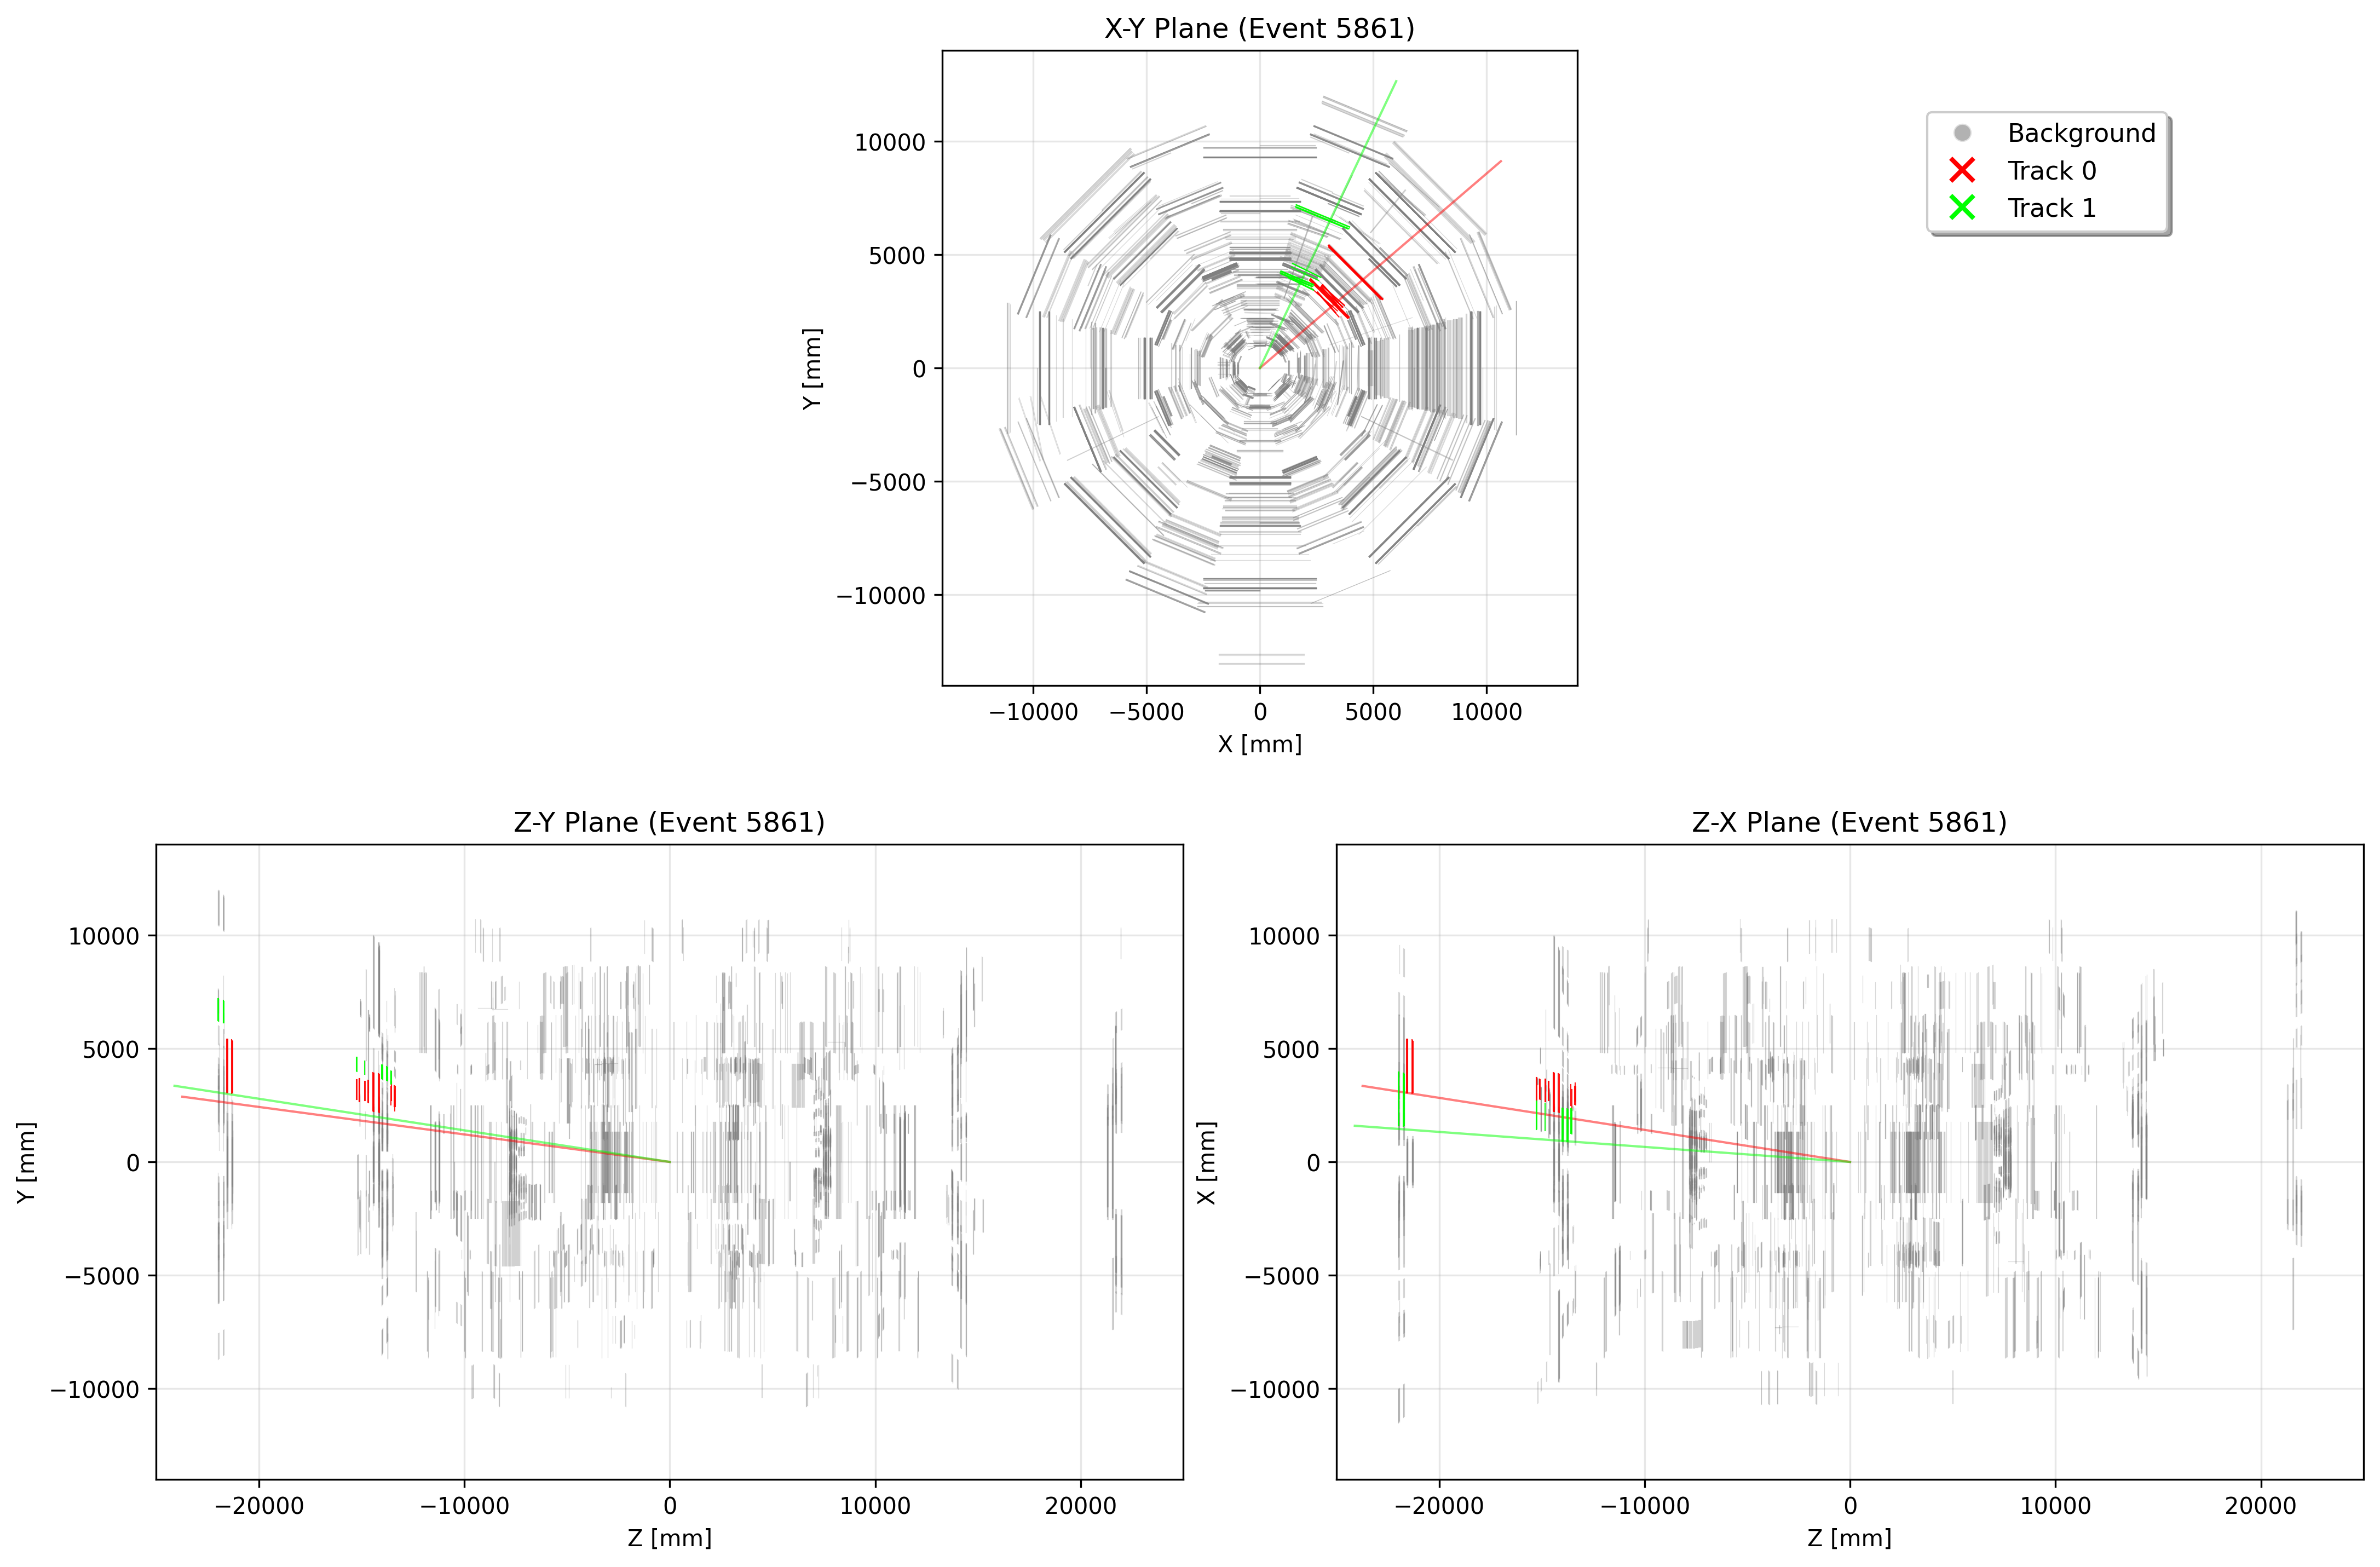 X-Y Plane (Event 5861)
Background
Track 0
Track 1
10000
5000
0
−5000
−10000
Y [mm]
−10000 −5000 0 5000 10000
X [mm]
Z-Y Plane (Event 5861)
10000
5000
0
−5000
−10000
Y [mm]
−20000 −10000 0 10000 20000
Z [mm]
Z-X Plane (Event 5861)
10000
5000
0
−5000
−10000
X [mm]
−20000 −10000 0 10000 20000
Z [mm]